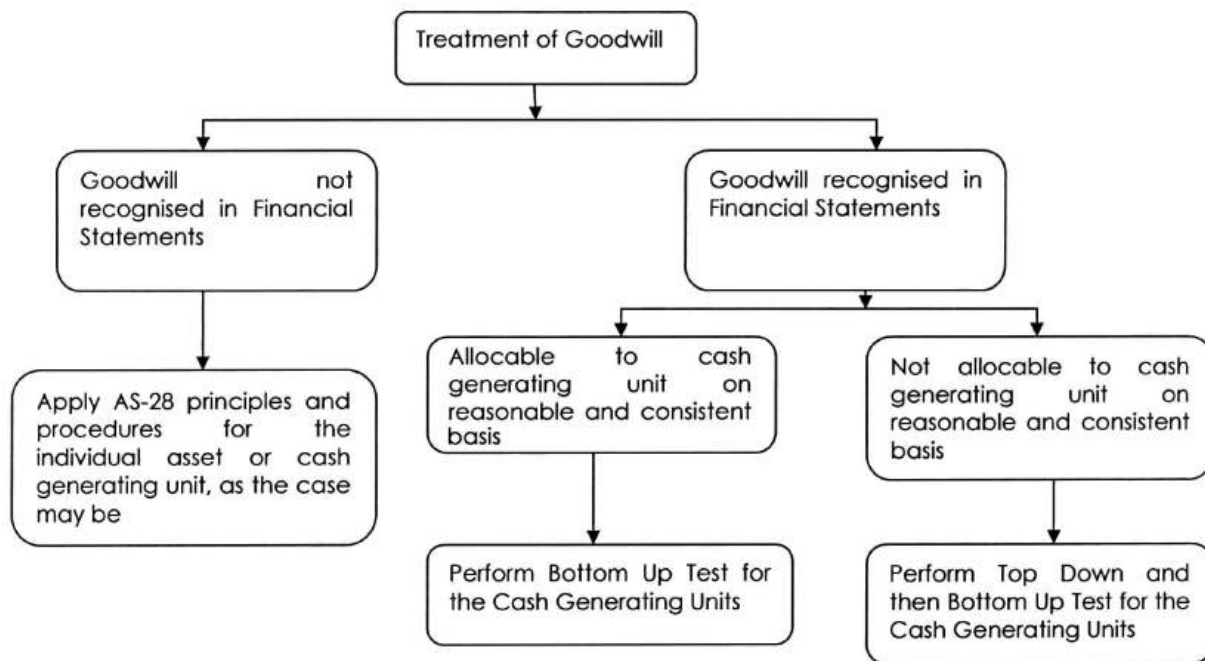 Treatment of Goodwill
Goodwill not
recognised in Financial
Statements
Goodwill recognised in
Financial Statements
Allocable to cash
generating unit on
reasonable and consistent
basis
Not allocable to cash
generating unit on
reasonable and consistent
basis
Apply AS-28 principles and
procedures for the
individual asset or cash
generating unit, as the case
may be
Perform Bottom Up Test for
the Cash Generating Units
Perform Top Down and
then Bottom Up Test for the
Cash Generating Units